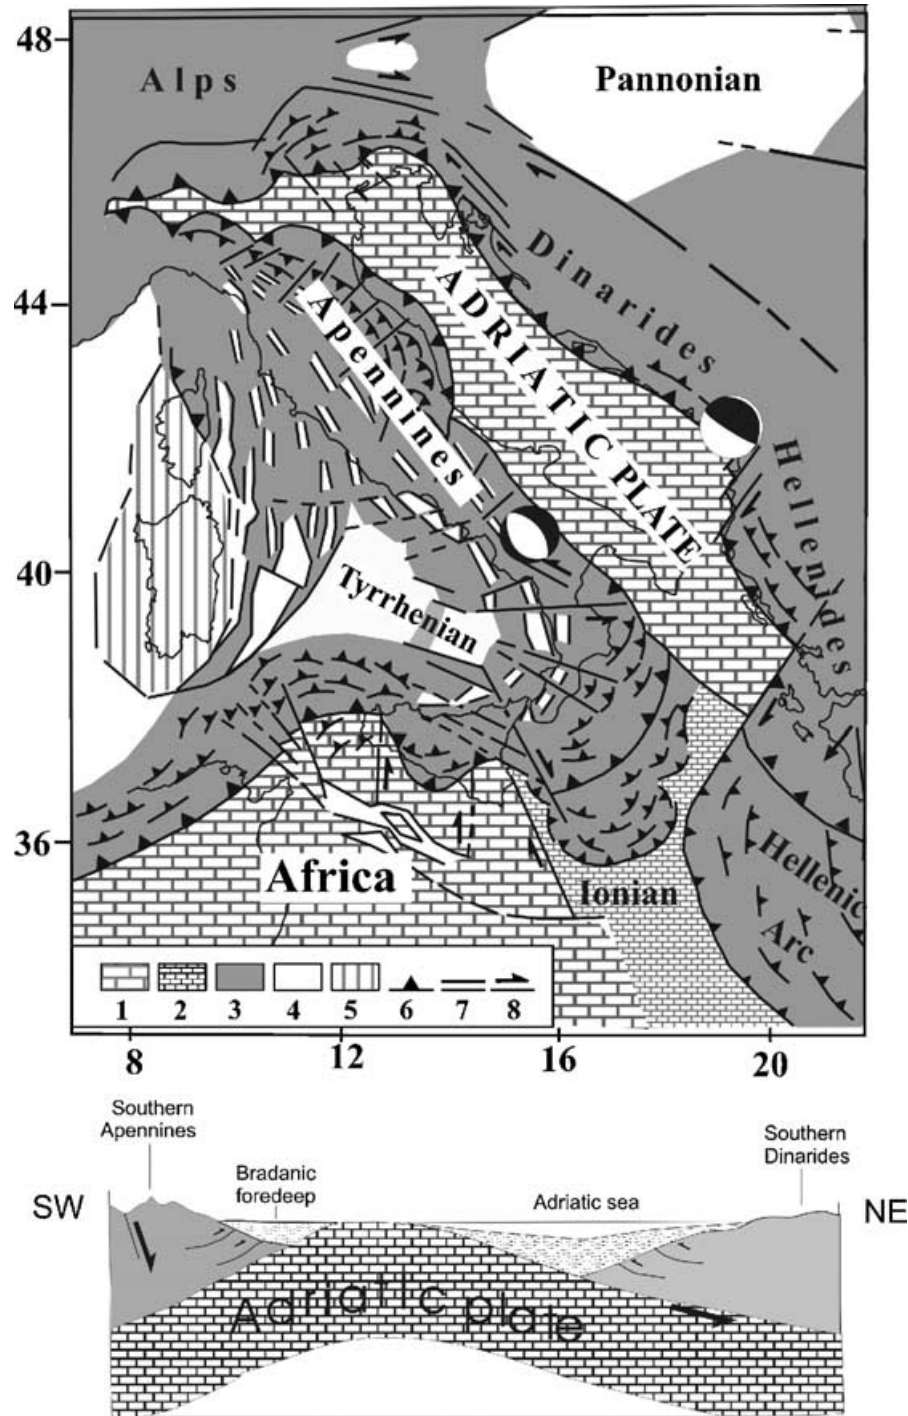 48
44
40
36
Alps
Pannonian
Dinarides
ADRIATIC PLATE
Apennines
Hellenides
Tyrrhenian
Africa
Ionian
Hellenic
Arc
1 2 3 4 5 6 7 8
8 12 16 20
Southern
Apennines
Southern
Dinarides
Bradanic
foredeep
Adriatic sea
SW
NE
Adriatic plate